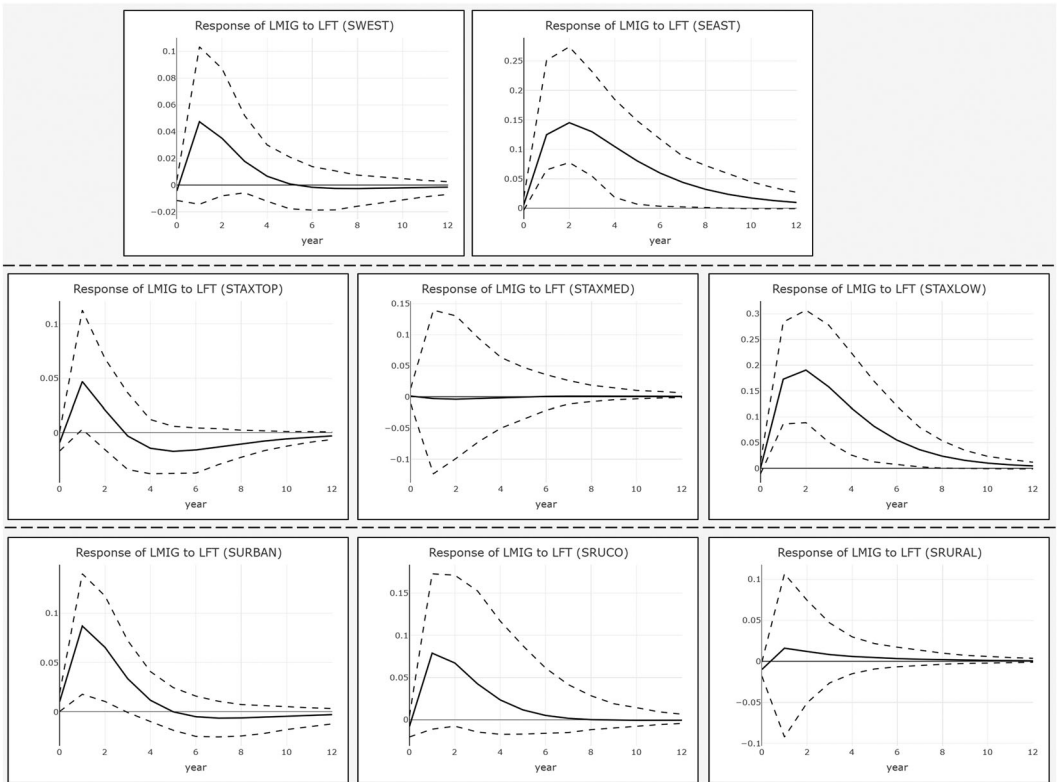 Response of LMIG to LFT (SWEST)
0.1
0.08
0.06
0.04
0.02
0
−0.02
0 2 4 6 8 10 12
year
Response of LMIG to LFT (SEAST)
0.25
0.2
0.15
0.1
0.05
0
0 2 4 6 8 10 12
year
Response of LMIG to LFT (STAXTOP)
0.1
0.05
0
0 2 4 6 8 10 12
year
Response of LMIG to LFT (STAXMED)
0.15
0.1
0.05
0
−0.05
−0.1
0 2 4 6 8 10 12
year
Response of LMIG to LFT (STAXLOW)
0.3
0.25
0.2
0.15
0.1
0.05
0
0 2 4 6 8 10 12
year
Response of LMIG to LFT (SURBAN)
0.1
0.05
0
0 2 4 6 8 10 12
year
Response of LMIG to LFT (SRUCO)
0.15
0.1
0.05
0
0 2 4 6 8 10 12
year
Response of LMIG to LFT (SRURAL)
0.1
0.05
0
−0.05
−0.1
0 2 4 6 8 10 12
year